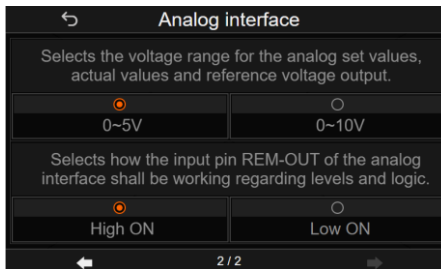 Analog interface
Selects the voltage range for the analog set values,
actual values and reference voltage output.
0~5V
0~10V
Selects how the input pin REM-OUT of the analog
interface shall be working regarding levels and logic.
High ON
Low ON
2 / 2